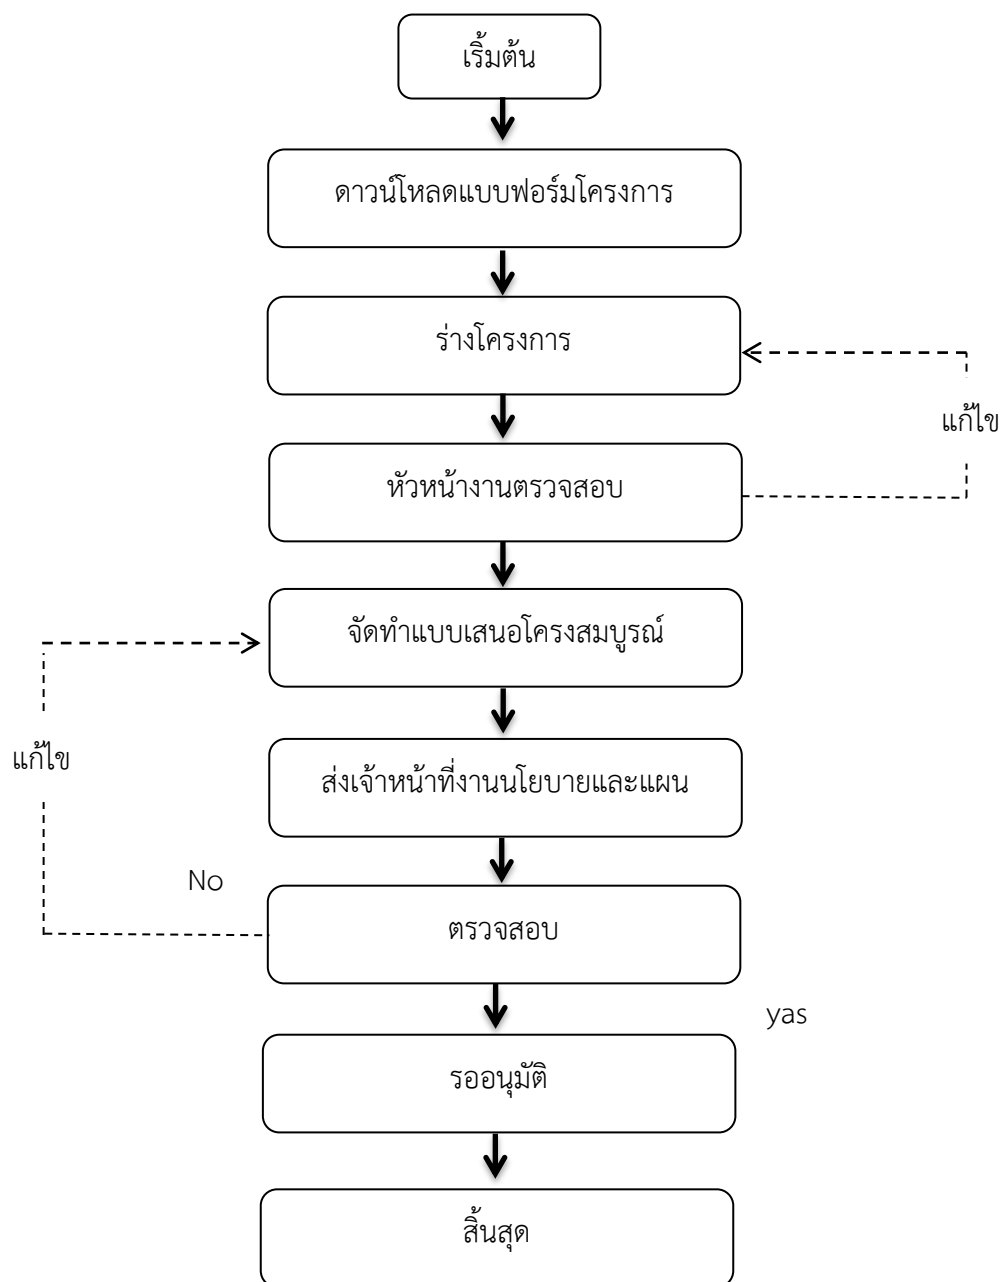 เริ่มต้น
ดาวน์โหลดแบบฟอร์มโครงการ
ร่างโครงการ
แก้ไข
หัวหน้างานตรวจสอบ
จัดทำแบบเสนอโครงสมบูรณ์
แก้ไข
ส่งเจ้าหน้าที่งานนโยบายและแผน
No
ตรวจสอบ
yas
รออนุมัติ
สิ้นสุด